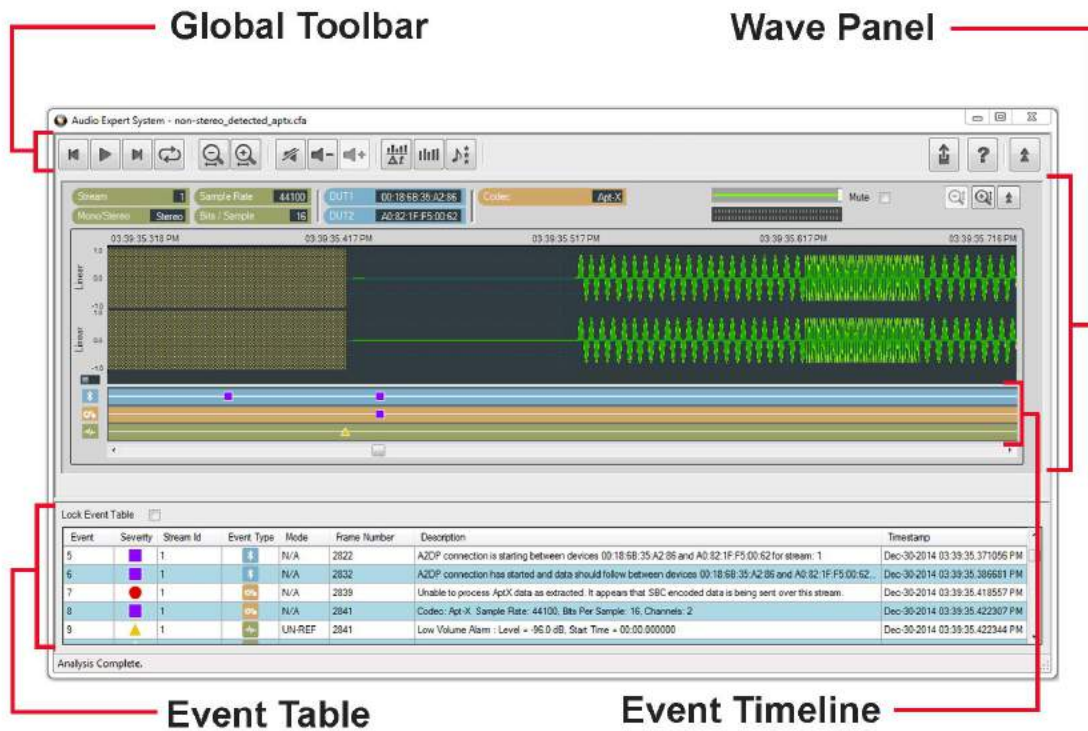 Global Toolbar
Wave Panel
Audio Expert System - non-stereo_detected_aptx.cfa
Stream 1 Sample Rate 44100 DUT1 00:18:6B:35:A2:86 Codec Apt-X Mute
Mono/Stereo Stereo Bits / Sample 16 DUT2 A0:82:1F:F5:00:62
03:39:35.318 PM 03:39:35.417 PM 03:39:35.517 PM 03:39:35.617 PM 03:39:35.716 PM
1.0
Linear 0.0
-1.0
1.0
Linear 0.0
-1.0
Lock Event Table
Event Severity Stream Id Event Type Mode Frame Number Description Timestamp
5 1 N/A 2822 A2DP connection is starting between devices 00:18:6B:35:A2:86 and A0:82:1F:F5:00:62 for stream: 1 Dec-30-2014 03:39:35.371056 PM
6 1 N/A 2832 A2DP connection has started and data should follow between devices 00:18:6B:35:A2:86 and A0:82:1F:F5:00:62... Dec-30-2014 03:39:35.386681 PM
7 1 N/A 2839 Unable to process AptX data as extracted. It appears that SBC encoded data is being sent over this stream. Dec-30-2014 03:39:35.418557 PM
8 1 N/A 2841 Codec: Apt-X Sample Rate: 44100, Bits Per Sample: 16, Channels: 2 Dec-30-2014 03:39:35.422307 PM
9 1 UN-REF 2841 Low Volume Alarm : Level = -96.0 dB, Start Time = 00:00.000000 Dec-30-2014 03:39:35.422344 PM
Analysis Complete.
Event Table
Event Timeline